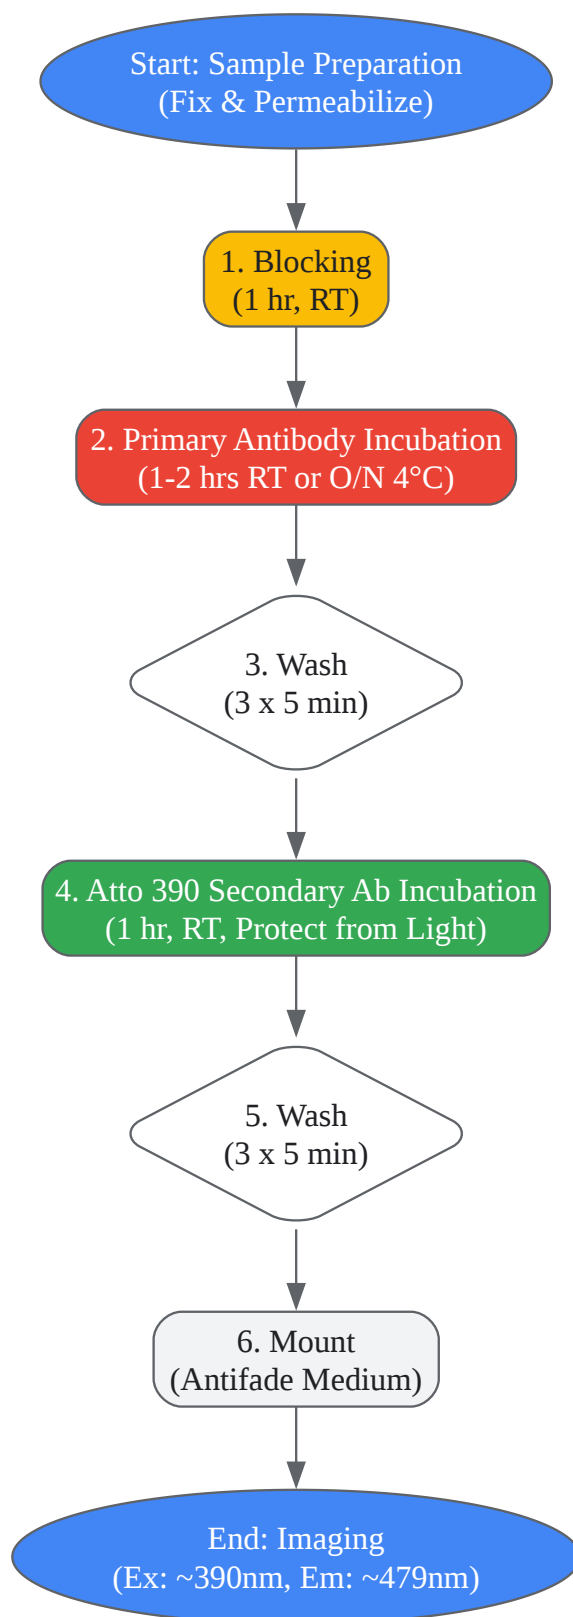 Start: Sample Preparation
(Fix & Permeabilize)
1. Blocking
(1 hr, RT)
2. Primary Antibody Incubation
(1-2 hrs RT or O/N 4°C)
3. Wash
(3 x 5 min)
4. Atto 390 Secondary Ab Incubation
(1 hr, RT, Protect from Light)
5. Wash
(3 x 5 min)
6. Mount
(Antifade Medium)
End: Imaging
(Ex: ~390nm, Em: ~479nm)